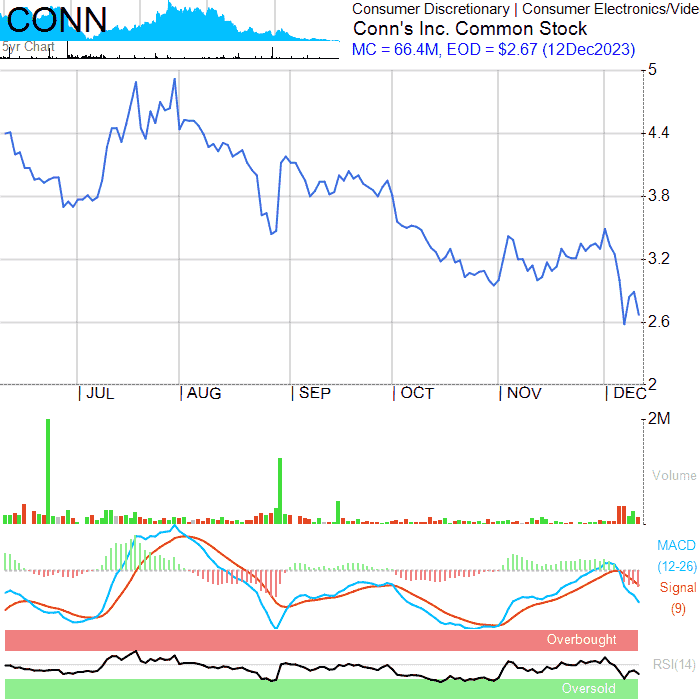 CONN
5yr Chart
Consumer Discretionary | Consumer Electronics/Vide
Conn's Inc. Common Stock
MC = 66.4M, EOD = $2.67 (12Dec2023)
5
4.4
3.8
3.2
2.6
2
| JUL | AUG | SEP | OCT | NOV | DEC
2M
Volume
MACD
(12-26)
Signal
(9)
Overbought
RSI(14)
Oversold